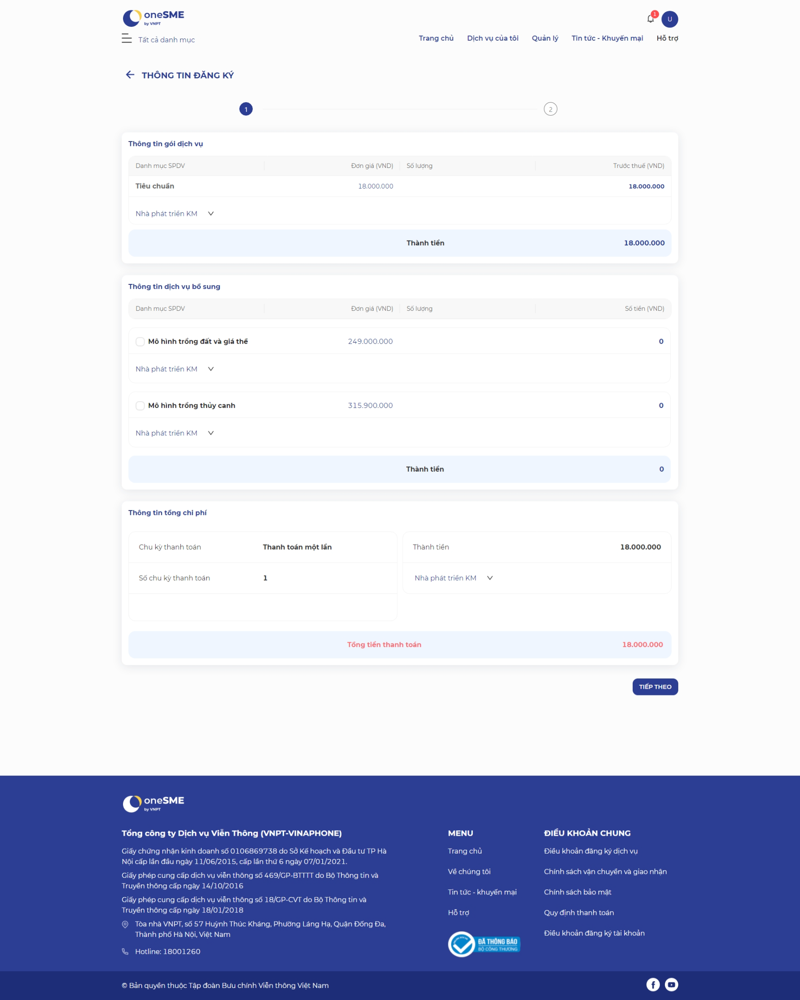 oneSME
by VNPT
1
U
Tất cả danh mục
Trang chủ
Dịch vụ của tôi
Quản lý
Tin tức - Khuyến mại
Hỗ trợ
THÔNG TIN ĐĂNG KÝ
1
2
Thông tin gói dịch vụ
Danh mục SPDV
Đơn giá (VND)
Số lượng
Trước thuế (VND)
Tiêu chuẩn
18.000.000
18.000.000
Nhà phát triển KM
Thành tiền
18.000.000
Thông tin dịch vụ bổ sung
Danh mục SPDV
Đơn giá (VND)
Số lượng
Số tiền (VND)
Mô hình trồng đất và giá thể
249.000.000
0
Nhà phát triển KM
Mô hình trồng thủy canh
315.900.000
0
Nhà phát triển KM
Thành tiền
0
Thông tin tổng chi phí
Chu kỳ thanh toán
Thanh toán một lần
Thành tiền
18.000.000
Số chu kỳ thanh toán
1
Nhà phát triển KM
Tổng tiền thanh toán
18.000.000
TIẾP THEO
oneSME
by VNPT
Tổng công ty Dịch vụ Viễn Thông (VNPT-VINAPHONE)
Giấy chứng nhận kinh doanh số 0106869738 do Sở Kế hoạch và Đầu tư TP Hà
Nội cấp lần đầu ngày 11/06/2015, cấp lần thứ 6 ngày 07/01/2021.
Giấy phép cung cấp dịch vụ viễn thông số 469/GP-BTTTT do Bộ Thông tin và
Truyền thông cấp ngày 14/10/2016
Giấy phép cung cấp dịch vụ viễn thông số 18/GP-CVT do Bộ Thông tin và
Truyền thông cấp ngày 18/01/2018
Tòa nhà VNPT, số 57 Huỳnh Thúc Kháng, Phường Láng Hạ, Quận Đống Đa,
Thành phố Hà Nội, Việt Nam
Hotline: 18001260
MENU
Trang chủ
Về chúng tôi
Tin tức - khuyến mại
Hỗ trợ
ĐÃ THÔNG BÁO
BỘ CÔNG THƯƠNG
ĐIỀU KHOẢN CHUNG
Điều khoản đăng ký dịch vụ
Chính sách vận chuyển và giao nhận
Chính sách bảo mật
Quy định thanh toán
Điều khoản đăng ký tài khoản
© Bản quyền thuộc Tập đoàn Bưu chính Viễn thông Việt Nam